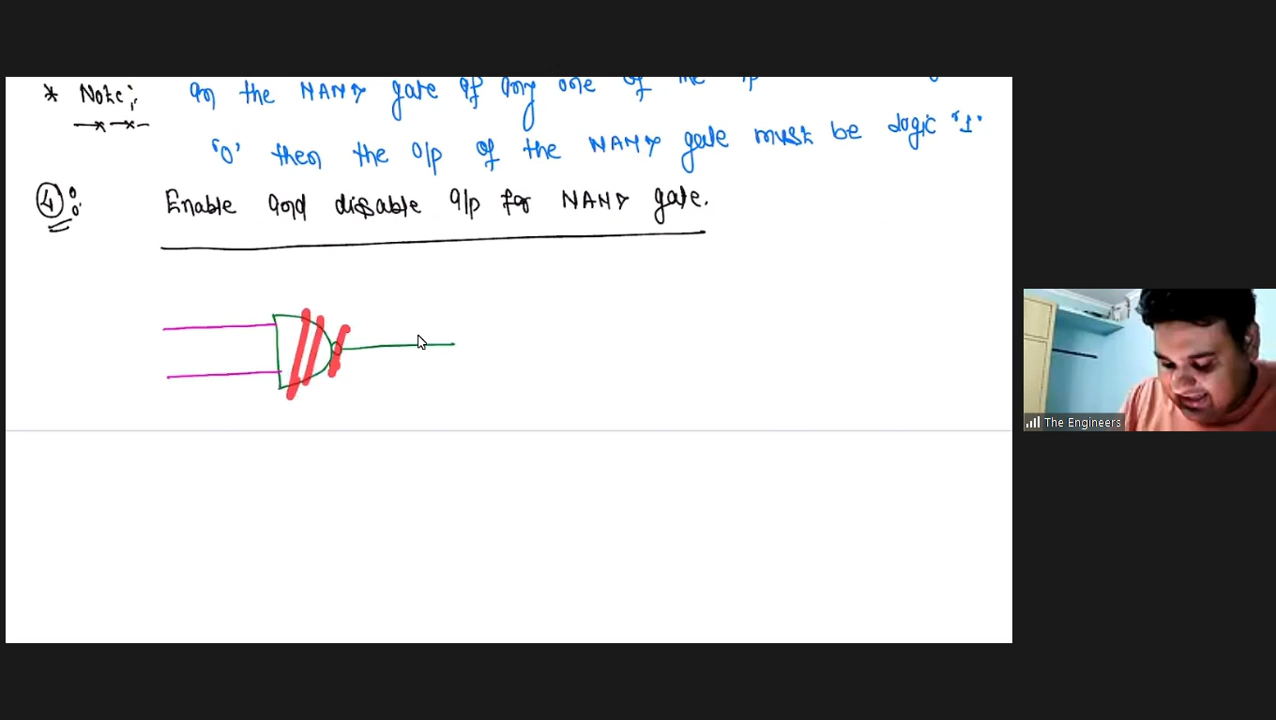 * Note:, In the NAND gate if any one of the i/p
'0' then the o/p of the NAND gate must be logic '1'
④: Enable and dissable i/p for NAND gate.
The Engineers